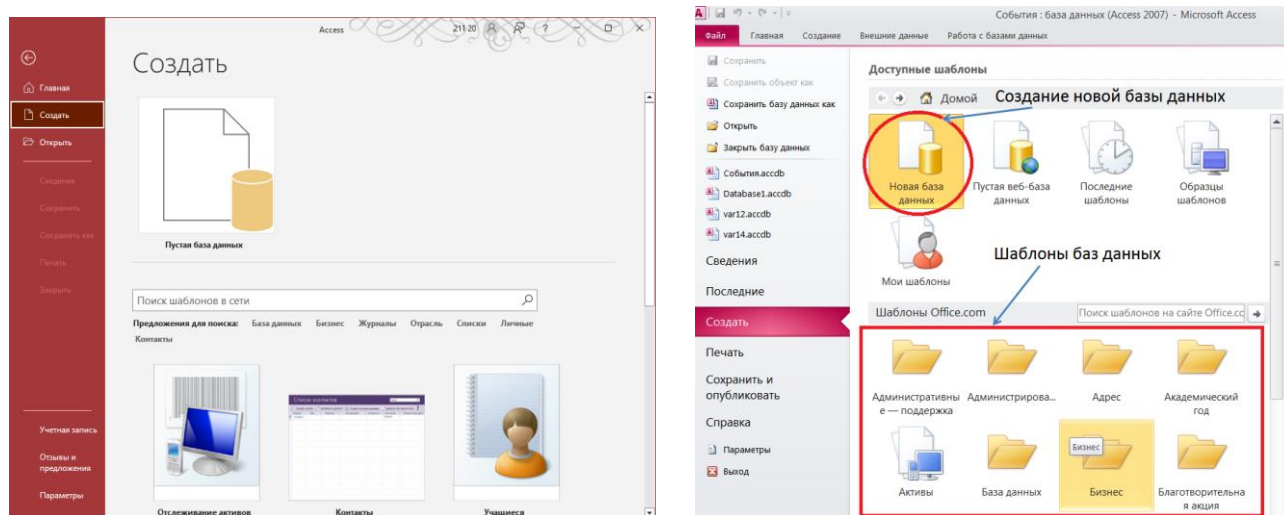 Access
21120
?
Создать
Главная
Создать
Открыть
Сведения
Сохранить
Сохранить как
Печать
Закрыть
Учетная запись
Отзывы и
предложения
Параметры
Пустая база данных
Поиск шаблонов в сети
Предложения для поиска: База данных Бизнес Журналы Отрасль Списки Личные
Контакты
Список контактов
Отслеживание активов
Контакты
Учащиеся
События : база данных (Access 2007) - Microsoft Access
Файл Главная Создание Внешние данные Работа с базами данных
Сохранить
Сохранить объект как
Сохранить базу данных как
Открыть
Закрыть базу данных
События.accdb
Database1.accdb
var12.accdb
var14.accdb
Сведения
Последние
Создать
Печать
Сохранить и
опубликовать
Справка
Параметры
Выход
Доступные шаблоны
Домой
Создание новой базы данных
Новая база
данных
Пустая веб-база
данных
Последние
шаблоны
Образцы
шаблонов
Мои шаблоны
Шаблоны баз данных
Шаблоны Office.com
Поиск шаблонов на сайте Office.cc
Административны
е — поддержка
Администрирова...
Адрес
Академический
год
Активы
База данных
Бизнес
Бизнес
Благотворительна
я акция